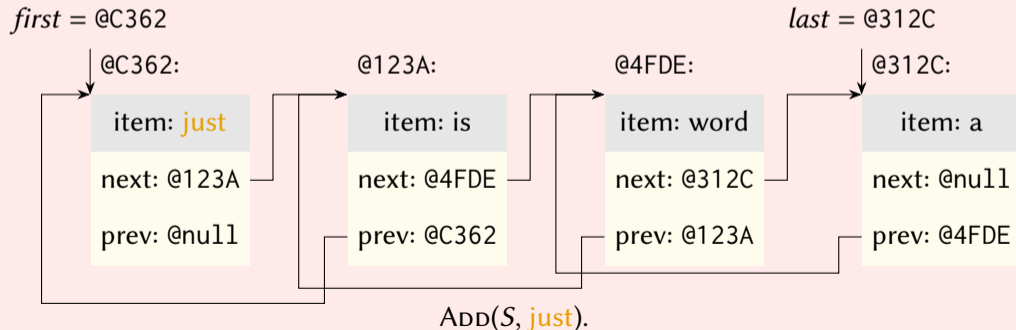 first = @C362 last = @312C
@C362: @123A: @4FDE: @312C:
item: just item: is item: word item: a
next: @123A next: @4FDE next: @312C next: @null
prev: @null prev: @C362 prev: @123A prev: @4FDE
ADD(S, just).